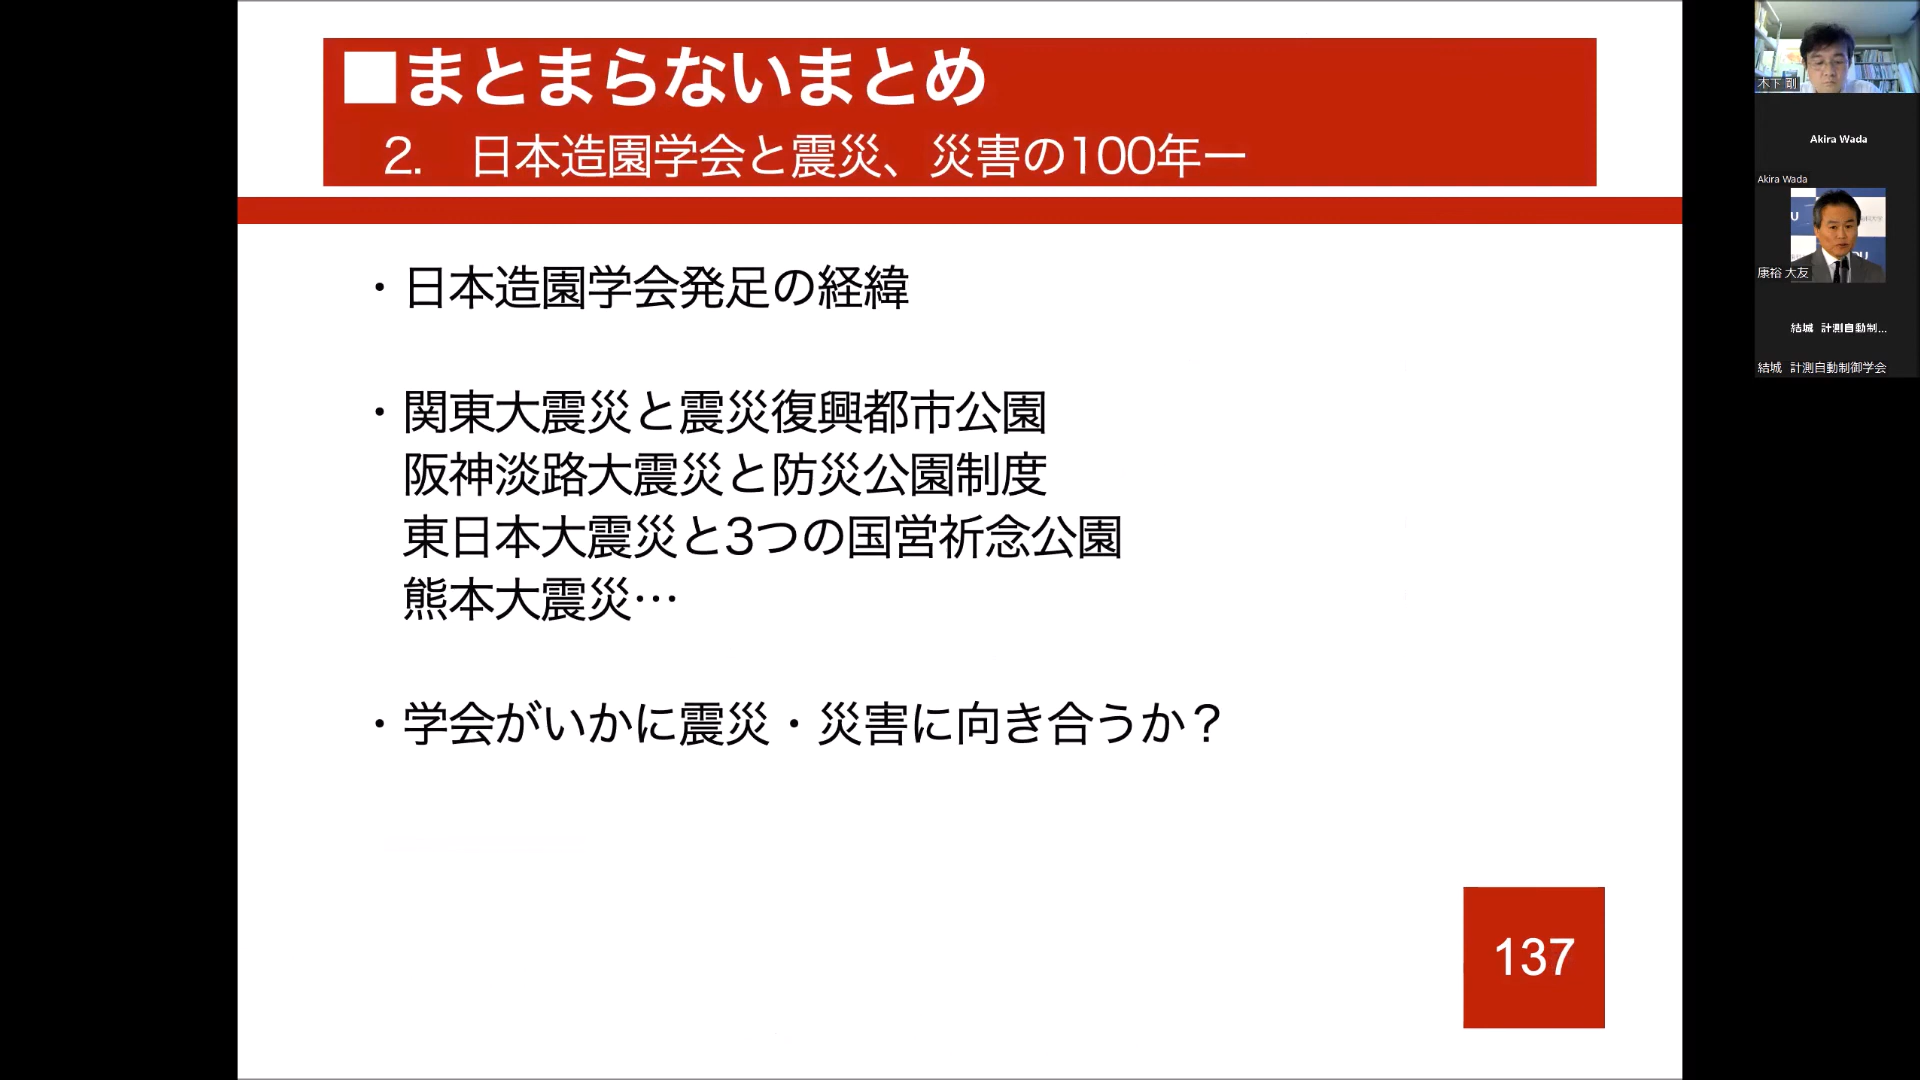 ■まとまらないまとめ
2. 日本造園学会と震災、災害の100年ー
・日本造園学会発足の経緯
・関東大震災と震災復興都市公園
阪神淡路大震災と防災公園制度
東日本大震災と3つの国営祈念公園
熊本大震災…
・学会がいかに震災・災害に向き合うか？
137
木下 剛
Akira Wada
Akira Wada
康裕 大友
結城 計測自動制...
結城 計測自動制御学会